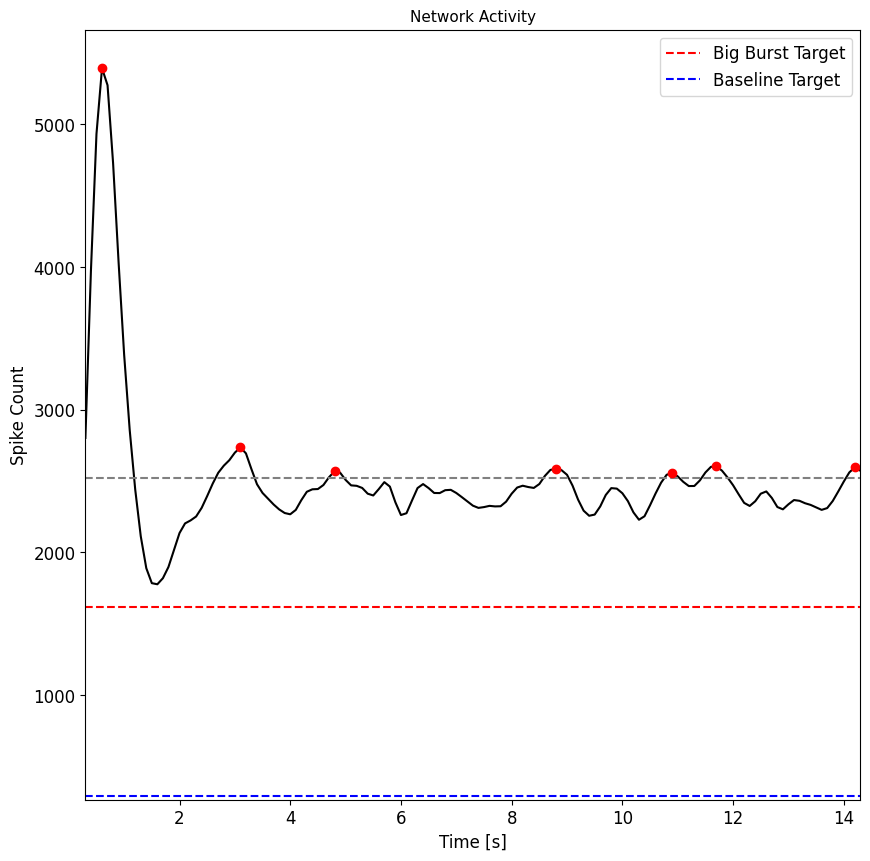 Network Activity
Big Burst Target
Baseline Target
Spike Count
5000
4000
3000
2000
1000
2 4 6 8 10 12 14
Time [s]